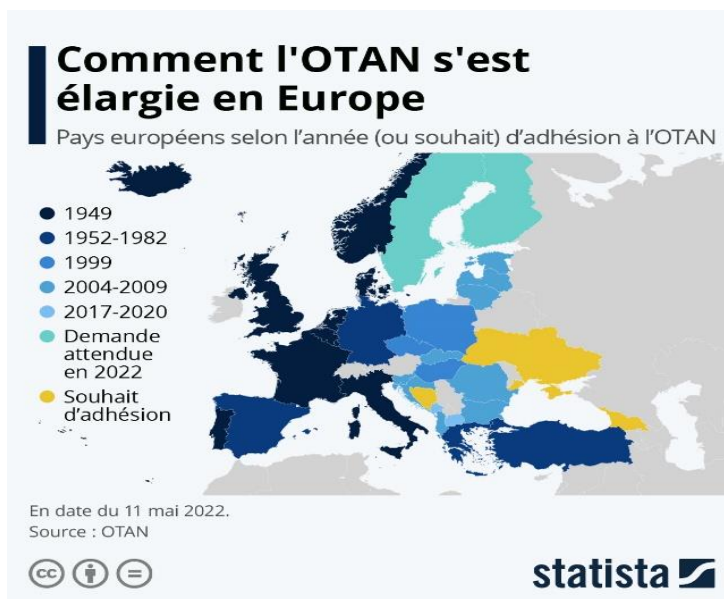 Comment l'OTAN s'est
élargie en Europe
Pays européens selon l’année (ou souhait) d’adhésion à l’OTAN
1949
1952-1982
1999
2004-2009
2017-2020
Demande
attendue
en 2022
Souhait
d’adhésion
En date du 11 mai 2022.
Source : OTAN
cc
statista